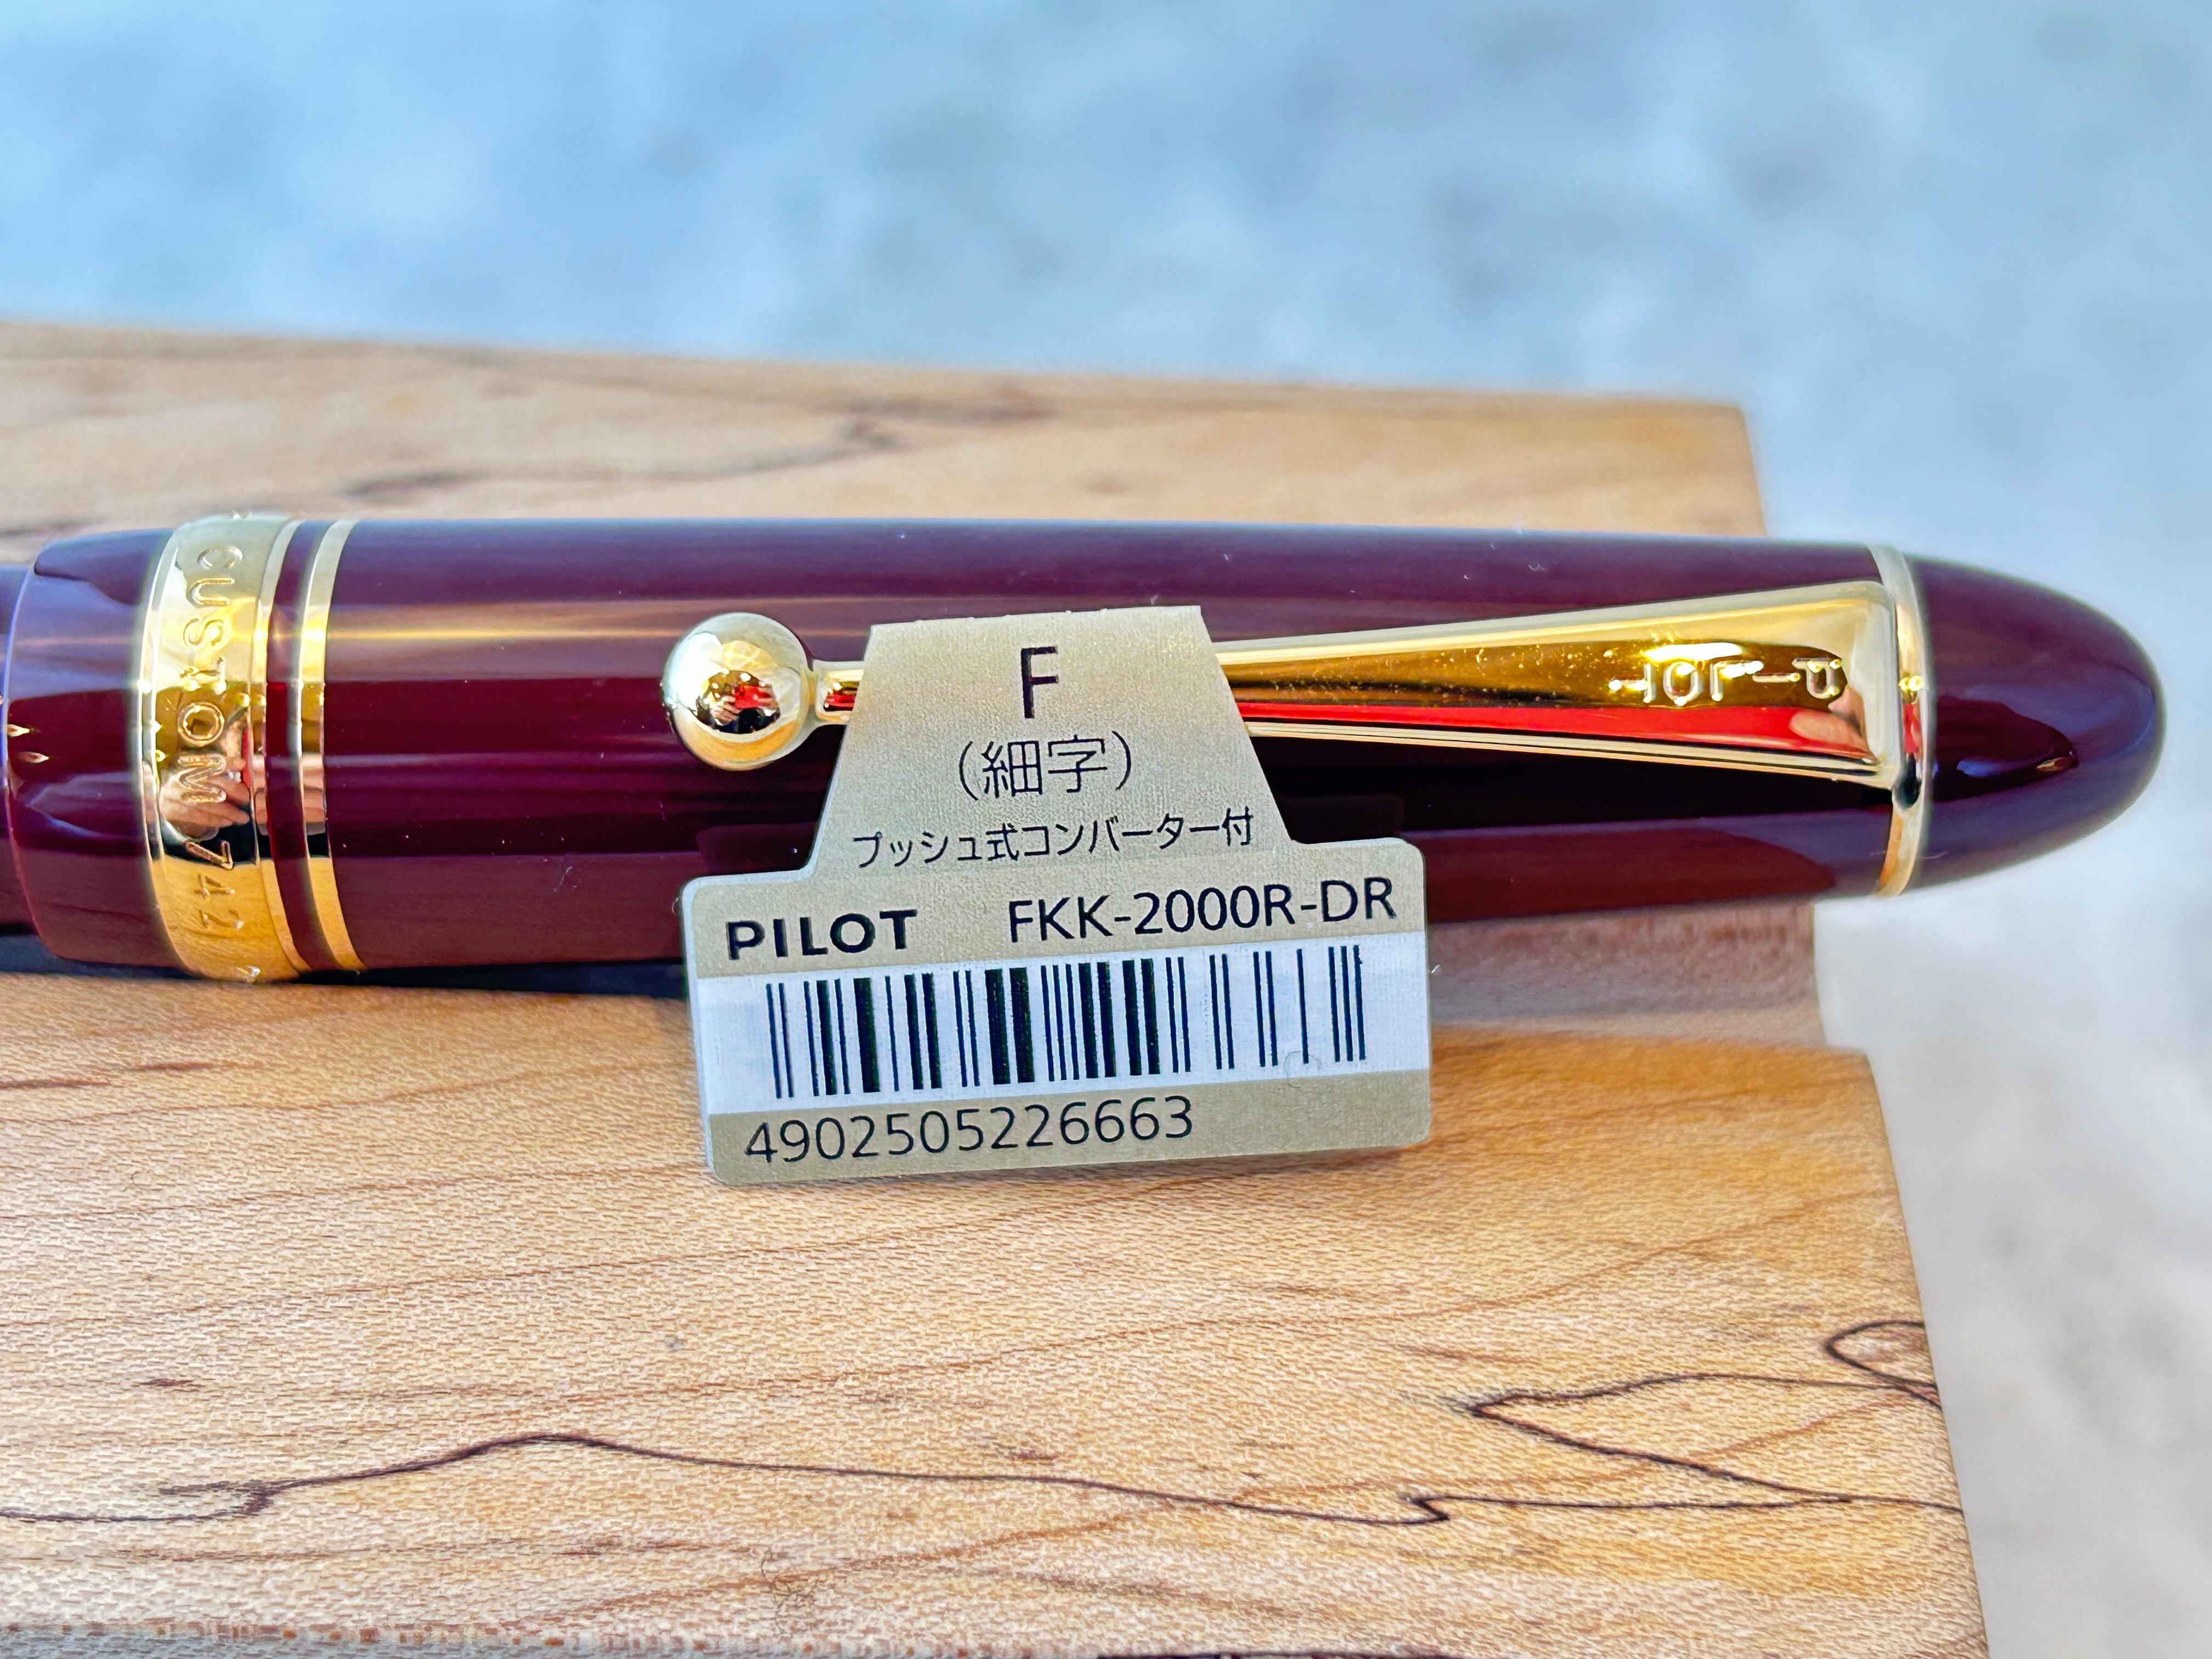 F
(細字)
プッシュ式コンバーター付
PILOT FKK-2000R-DR
4902505226663
PILOT
CUSTOM 742